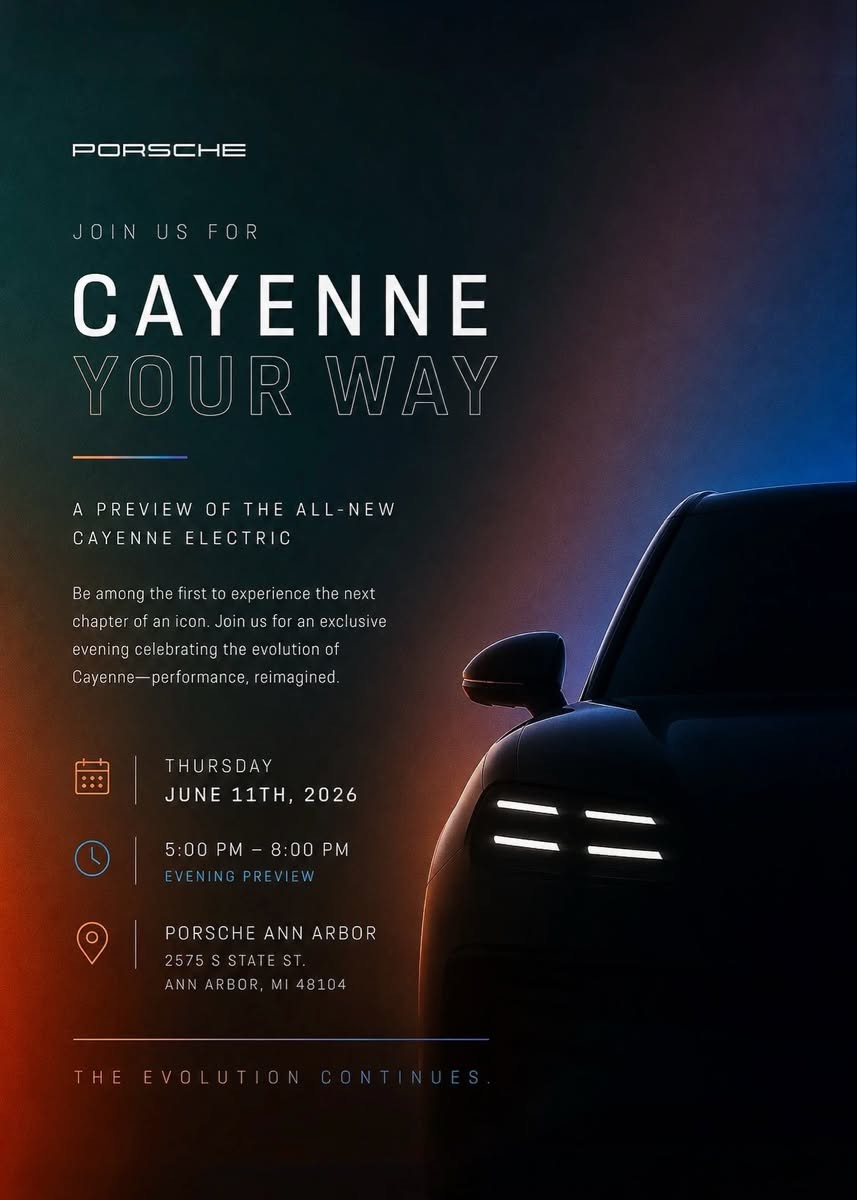 PORSCHE
JOIN US FOR
CAYENNE
YOUR WAY
A PREVIEW OF THE ALL-NEW
CAYENNE ELECTRIC
Be among the first to experience the next
chapter of an icon. Join us for an exclusive
evening celebrating the evolution of
Cayenne—performance, reimagined.
THURSDAY
JUNE 11TH, 2026
5:00 PM – 8:00 PM
EVENING PREVIEW
PORSCHE ANN ARBOR
2575 S STATE ST.
ANN ARBOR, MI 48104
THE EVOLUTION CONTINUES.